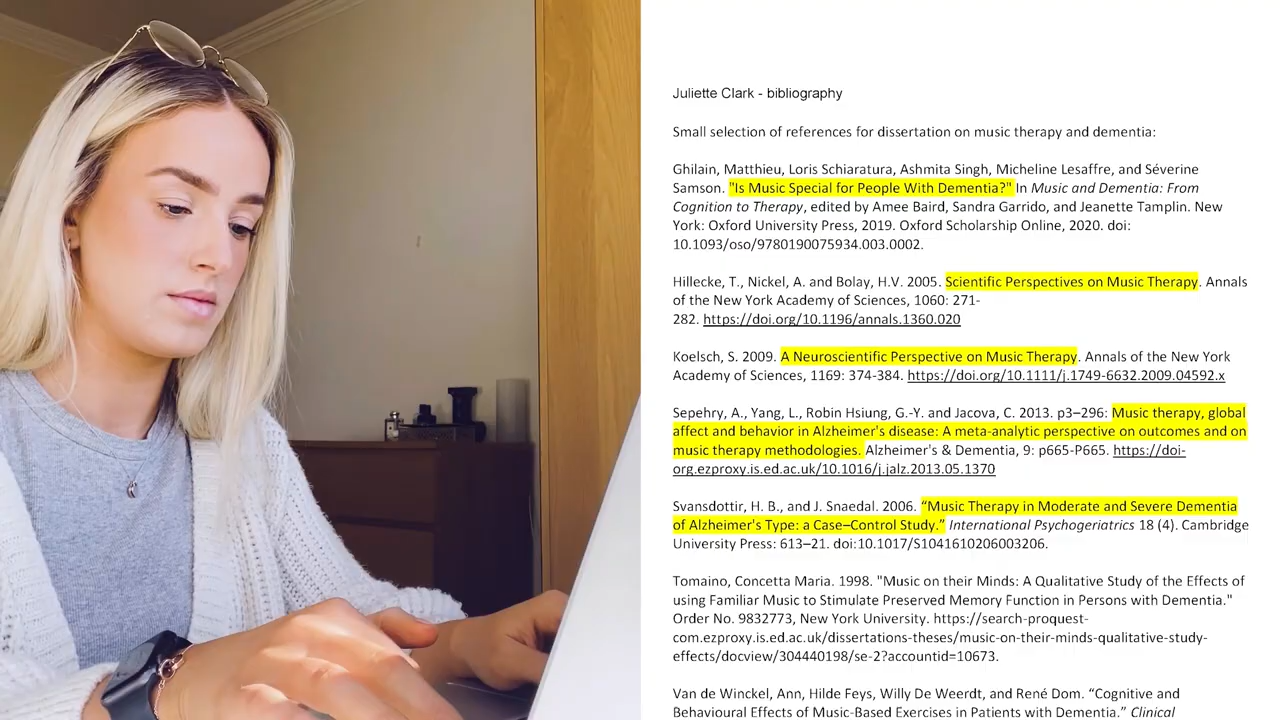 Juliette Clark - bibliography
Small selection of references for dissertation on music therapy and dementia:
Ghilain, Matthieu, Loris Schiaratura, Ashmita Singh, Micheline Lesaffre, and Séverine
Samson. "Is Music Special for People With Dementia?" In Music and Dementia: From
Cognition to Therapy, edited by Amee Baird, Sandra Garrido, and Jeanette Tamplin. New
York: Oxford University Press, 2019. Oxford Scholarship Online, 2020. doi:
10.1093/oso/9780190075934.003.0002.
Hillecke, T., Nickel, A. and Bolay, H.V. 2005. Scientific Perspectives on Music Therapy. Annals
of the New York Academy of Sciences, 1060: 271-
282. https://doi.org/10.1196/annals.1360.020
Koelsch, S. 2009. A Neuroscientific Perspective on Music Therapy. Annals of the New York
Academy of Sciences, 1169: 374-384. https://doi.org/10.1111/j.1749-6632.2009.04592.x
Sepehry, A., Yang, L., Robin Hsiung, G.-Y. and Jacova, C. 2013. p3–296: Music therapy, global
affect and behavior in Alzheimer's disease: A meta-analytic perspective on outcomes and on
music therapy methodologies. Alzheimer's & Dementia, 9: p665-P665. https://doi-
org.ezproxy.is.ed.ac.uk/10.1016/j.jalz.2013.05.1370
Svansdottir, H. B., and J. Snaedal. 2006. “Music Therapy in Moderate and Severe Dementia
of Alzheimer's Type: a Case–Control Study.” International Psychogeriatrics 18 (4). Cambridge
University Press: 613–21. doi:10.1017/S1041610206003206.
Tomaino, Concetta Maria. 1998. "Music on their Minds: A Qualitative Study of the Effects of
using Familiar Music to Stimulate Preserved Memory Function in Persons with Dementia."
Order No. 9832773, New York University. https://search-proquest-
com.ezproxy.is.ed.ac.uk/dissertations-theses/music-on-their-minds-qualitative-study-
effects/docview/304440198/se-2?accountid=10673.
Van de Winckel, Ann, Hilde Feys, Willy De Weerdt, and René Dom. “Cognitive and
Behavioural Effects of Music-Based Exercises in Patients with Dementia.” Clinical